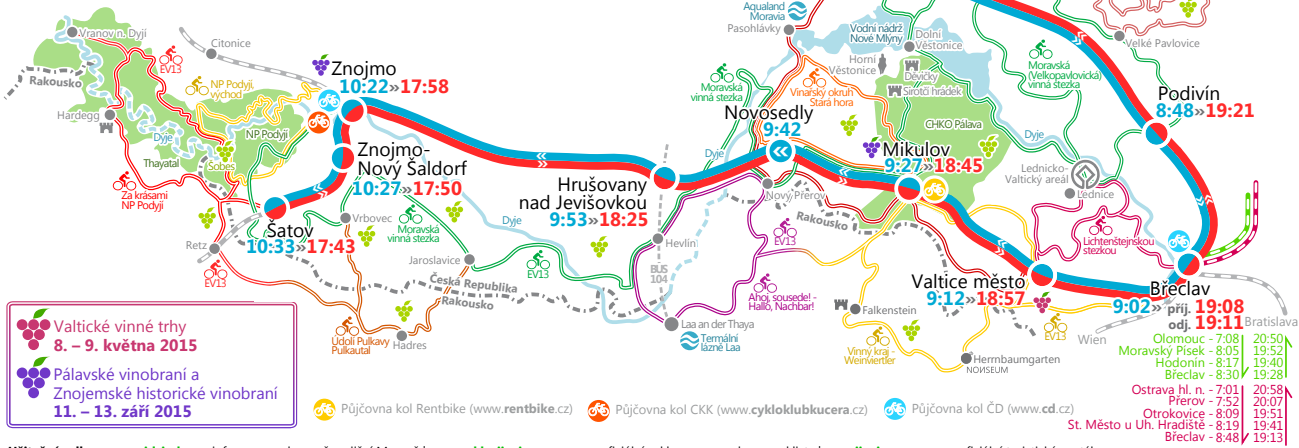 Vranov n. Dyjí
Citonice
EV13
Rakousko
NP Podyjí,
východ
Znojmo
10:22»17:58
Hardegg
Dyje
NP Podyjí
Thayatal
Šobes
Za krásami
NP Podyjí
Znojmo-
Nový Šaldorf
10:27»17:50
Šatov
10:33»17:43
Retz
EV13
Vrbovec
Moravská
vinná stezka
Jaroslavice
Dyje
Česká Republika
Rakousko
EV13
Údolí Pulkavy
Pulkautal
Hadres
Hrušovany
nad Jevišovkou
9:53»18:25
Hevlín
BUS
104
Laa an der Thaya
Termální
lázně Laa
Aqualand
Moravia
Pasohlávky
Vodní nádrž
Nové Mlýny
Dolní
Věstonice
Horní
Věstonice
Děvičky
Sirotčí hrádek
Moravská
vinná stezka
Vinařský okruh
Stará hora
Novosedly
9:42
Dyje
CHKO Pálava
Mikulov
9:27»18:45
Nový Přerov
Rakousko
EV13
Ahoj, sousede! -
Hallo, Nachbar!
Velké Pavlovice
Moravská
(Velkopavlovická)
vinná stezka
Podivín
8:48»19:21
Dyje
Lednicko-
Valtický areál
Lednice
Lichtenštejnskou
stezkou
Valtice město
9:12»18:57
Břeclav
9:02» příj. 19:08
odj. 19:11
Bratislava
Wien
EV13
Falkenstein
Vinný kraj -
Weinviertler
Herrnbaumgarten
NONSEUM
Olomouc - 7:08 20:50
Moravský Písek - 8:05 19:52
Hodonín - 8:17 19:40
Břeclav - 8:30 19:28
Ostrava hl. n. - 7:01 20:58
Přerov - 7:52 20:07
Otrokovice - 8:09 19:51
St. Město u Uh. Hradiště - 8:19 19:41
Břeclav - 8:48 19:13
Valtické vinné trhy
8. – 9. května 2015
Pálavské vinobraní a
Znojemské historické vinobraní
11. – 13. září 2015
Půjčovna kol Rentbike (www.rentbike.cz)
Půjčovna kol CKK (www.cykloklubkucera.cz)
Půjčovna kol ČD (www.cd.cz)